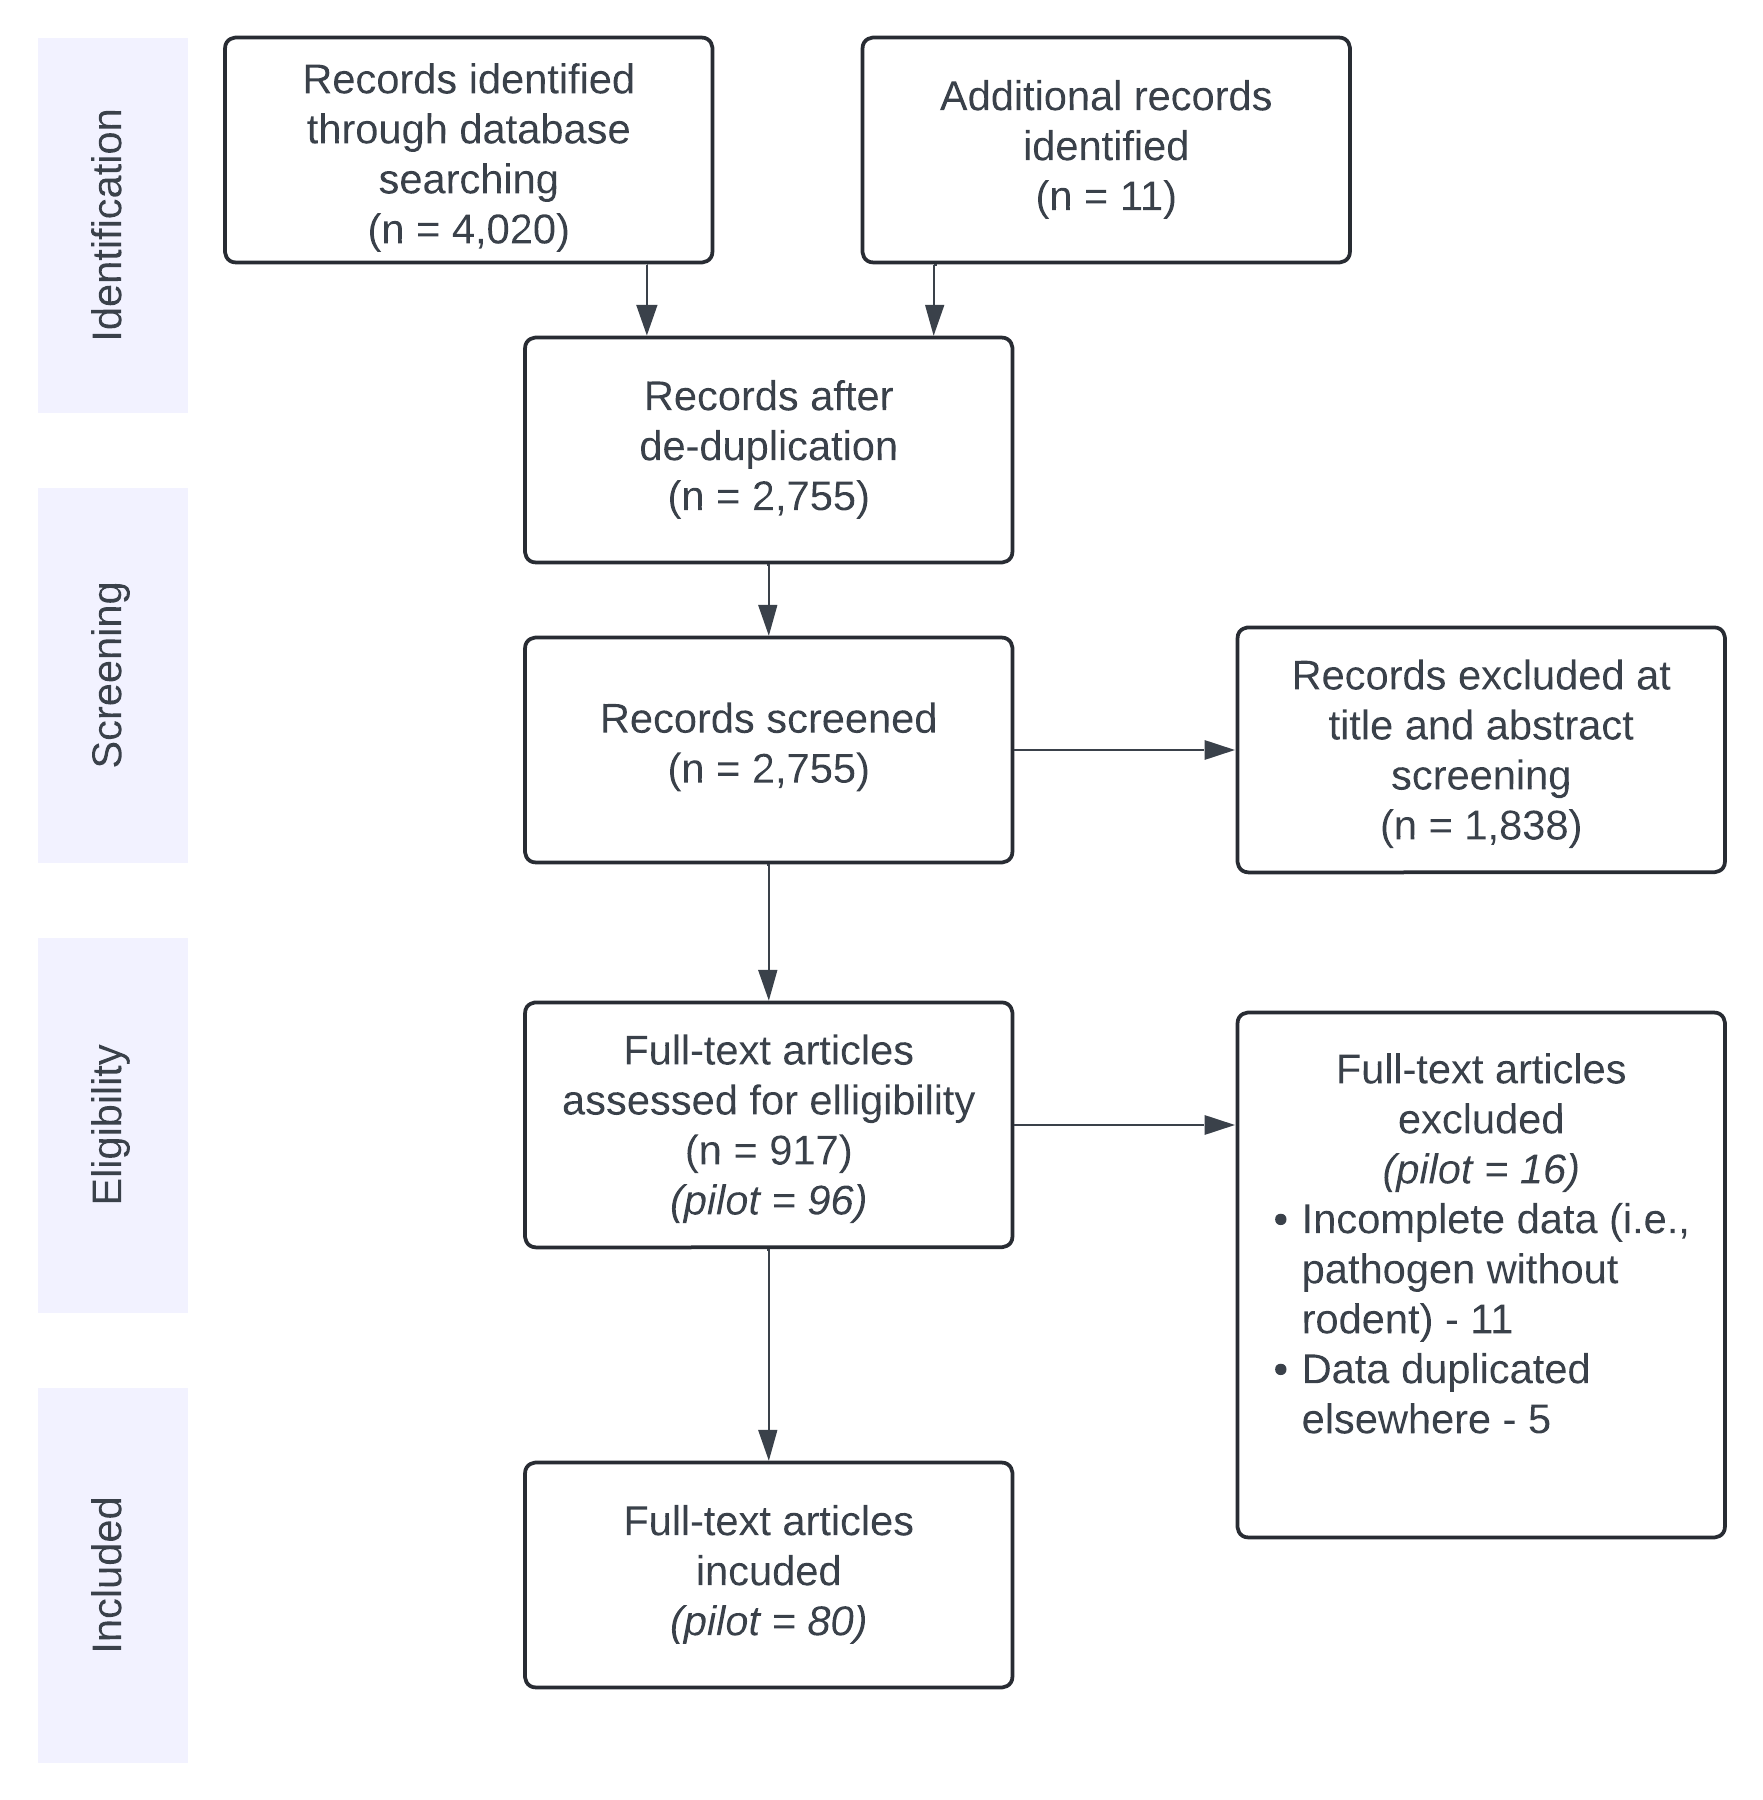 Identification
Records identified
through database
searching
(n = 4,020)
Additional records
identified
(n = 11)
Records after
de-duplication
(n = 2,755)
Screening
Records screened
(n = 2,755)
Records excluded at
title and abstract
screening
(n = 1,838)
Eligibility
Full-text articles
assessed for elligibility
(n = 917)
(pilot = 96)
Full-text articles
excluded
(pilot = 16)
• Incomplete data (i.e.,
pathogen without
rodent) - 11
• Data duplicated
elsewhere - 5
Included
Full-text articles
incuded
(pilot = 80)